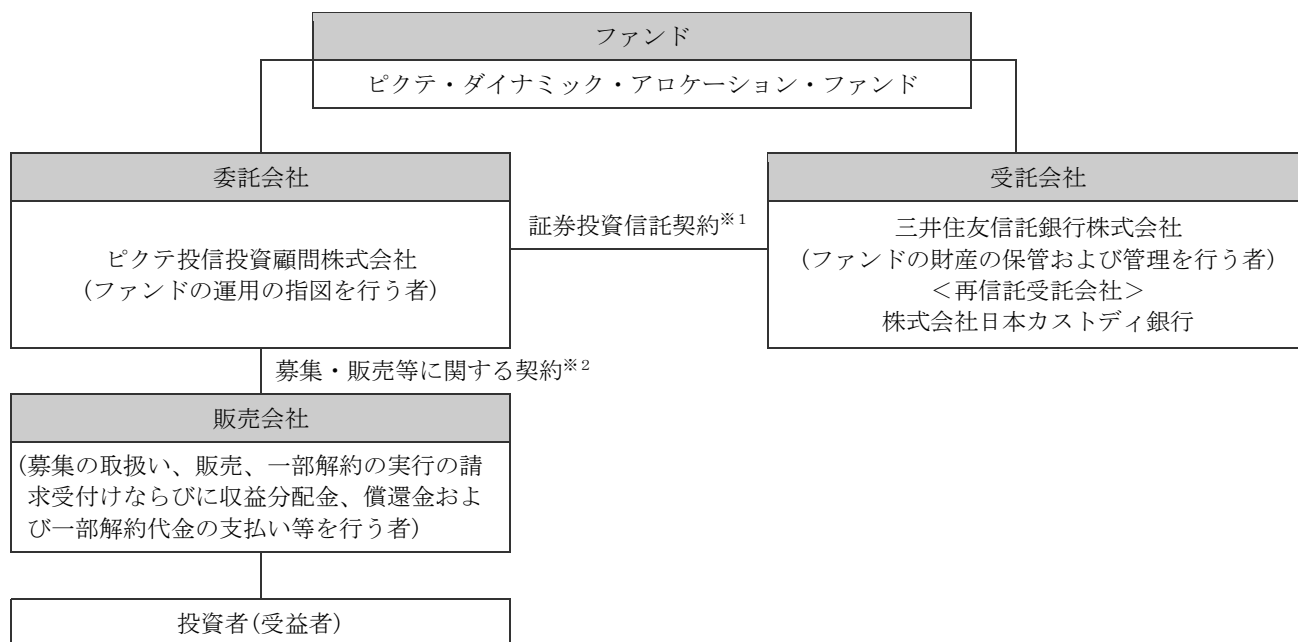 ファンド
ピクテ・ダイナミック・アロケーション・ファンド
委託会社
ピクテ投信投資顧問株式会社
(ファンドの運用の指図を行う者)
証券投資信託契約※1
受託会社
三井住友信託銀行株式会社
(ファンドの財産の保管および管理を行う者)
<再信託受託会社>
株式会社日本カストディ銀行
募集・販売等に関する契約※2
販売会社
(募集の取扱い、販売、一部解約の実行の請
求受付けならびに収益分配金、償還金およ
び一部解約代金の支払い等を行う者)
投資者(受益者)